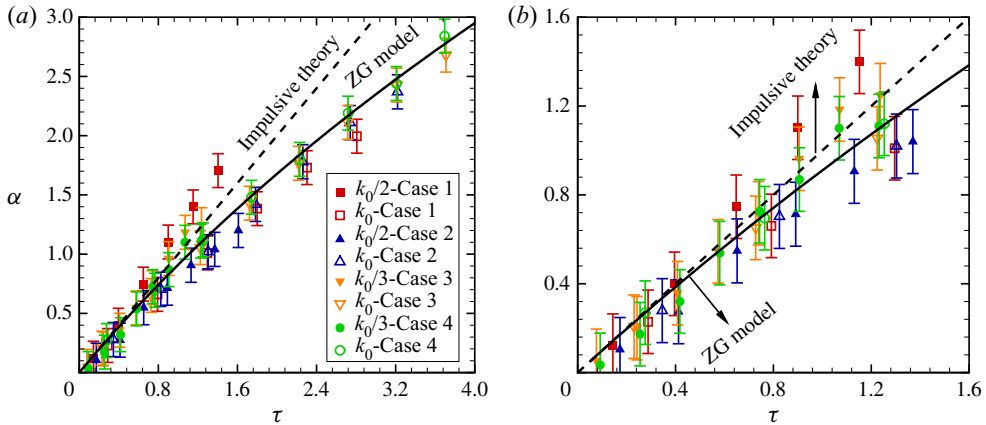 (a)
3.0
2.5
2.0
1.5
1.0
0.5
α
0
0.8
1.6
2.4
3.2
4.0
τ
Impulsive theory
ZG model
k0/2-Case 1
k0-Case 1
k0/2-Case 2
k0-Case 2
k0/3-Case 3
k0-Case 3
k0/3-Case 4
k0-Case 4
(b)
1.6
1.2
0.8
0.4
0
0.4
0.8
1.2
1.6
τ
Impulsive theory
ZG model